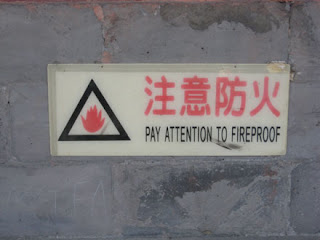 注意防火
PAY ATTENTION TO FIREPROOF